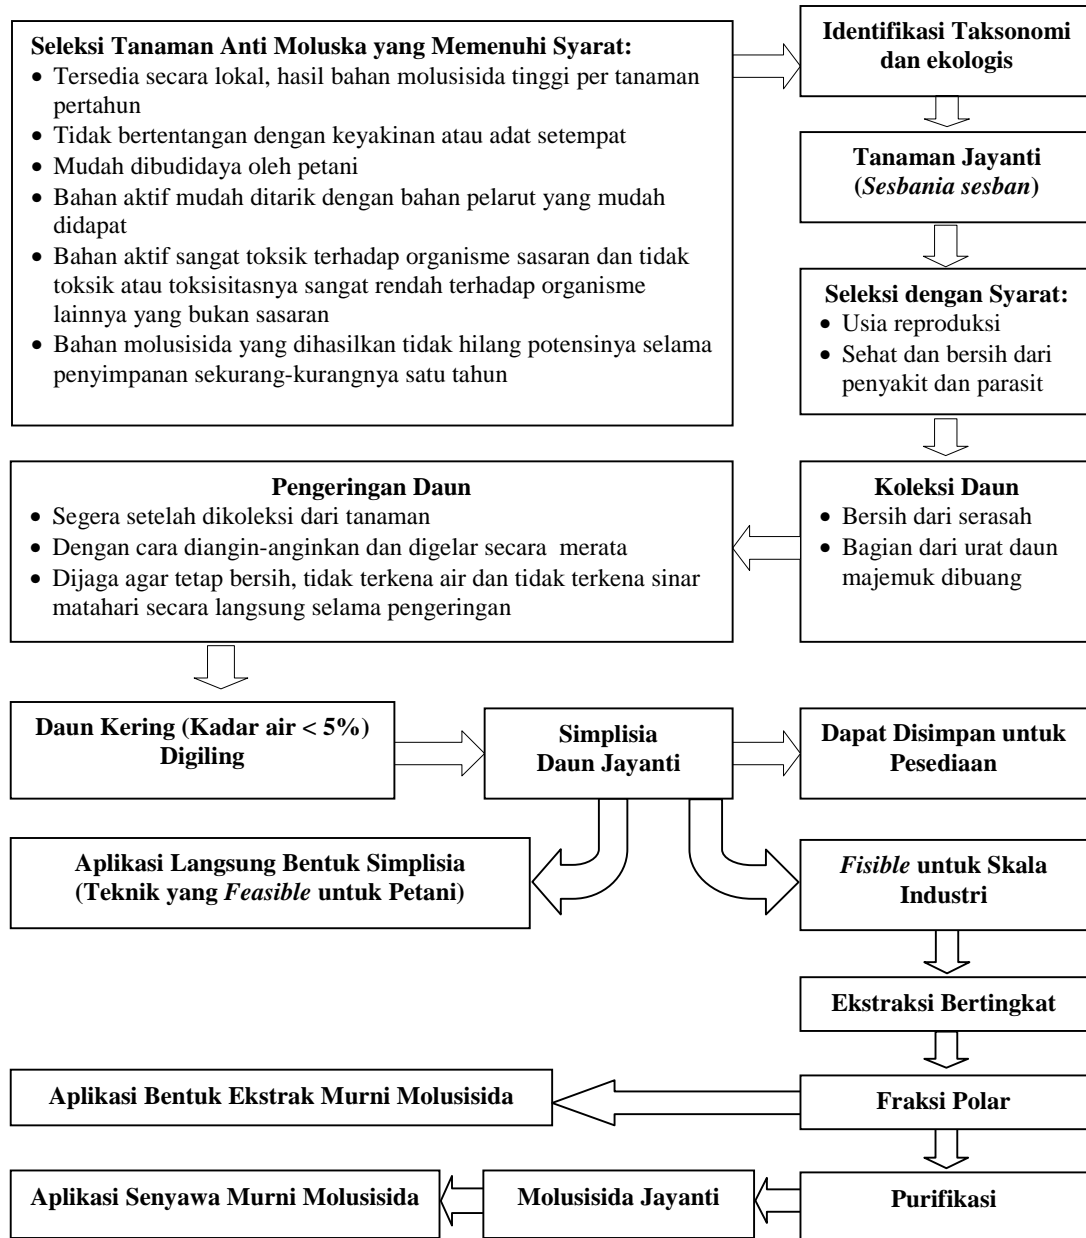 Seleksi Tanaman Anti Moluska yang Memenuhi Syarat:
• Tersedia secara lokal, hasil bahan molusisida tinggi per tanaman
pertahun
• Tidak bertentangan dengan keyakinan atau adat setempat
• Mudah dibudidaya oleh petani
• Bahan aktif mudah ditarik dengan bahan pelarut yang mudah
didapat
• Bahan aktif sangat toksik terhadap organisme sasaran dan tidak
toksik atau toksisitasnya sangat rendah terhadap organisme
lainnya yang bukan sasaran
• Bahan molusisida yang dihasilkan tidak hilang potensinya selama
penyimpanan sekurang-kurangnya satu tahun
Identifikasi Taksonomi
dan ekologis
Tanaman Jayanti
(Sesbania sesban)
Seleksi dengan Syarat:
• Usia reproduksi
• Sehat dan bersih dari
penyakit dan parasit
Koleksi Daun
• Bersih dari serasah
• Bagian dari urat daun
majemuk dibuang
Pengeringan Daun
• Segera setelah dikoleksi dari tanaman
• Dengan cara diangin-anginkan dan digelar secara merata
• Dijaga agar tetap bersih, tidak terkena air dan tidak terkena sinar
matahari secara langsung selama pengeringan
Daun Kering (Kadar air < 5%)
Digiling
Simplisia
Daun Jayanti
Dapat Disimpan untuk
Pesediaan
Aplikasi Langsung Bentuk Simplisia
(Teknik yang Feasible untuk Petani)
Fisible untuk Skala
Industri
Ekstraksi Bertingkat
Fraksi Polar
Aplikasi Bentuk Ekstrak Murni Molusisida
Purifikasi
Molusisida Jayanti
Aplikasi Senyawa Murni Molusisida